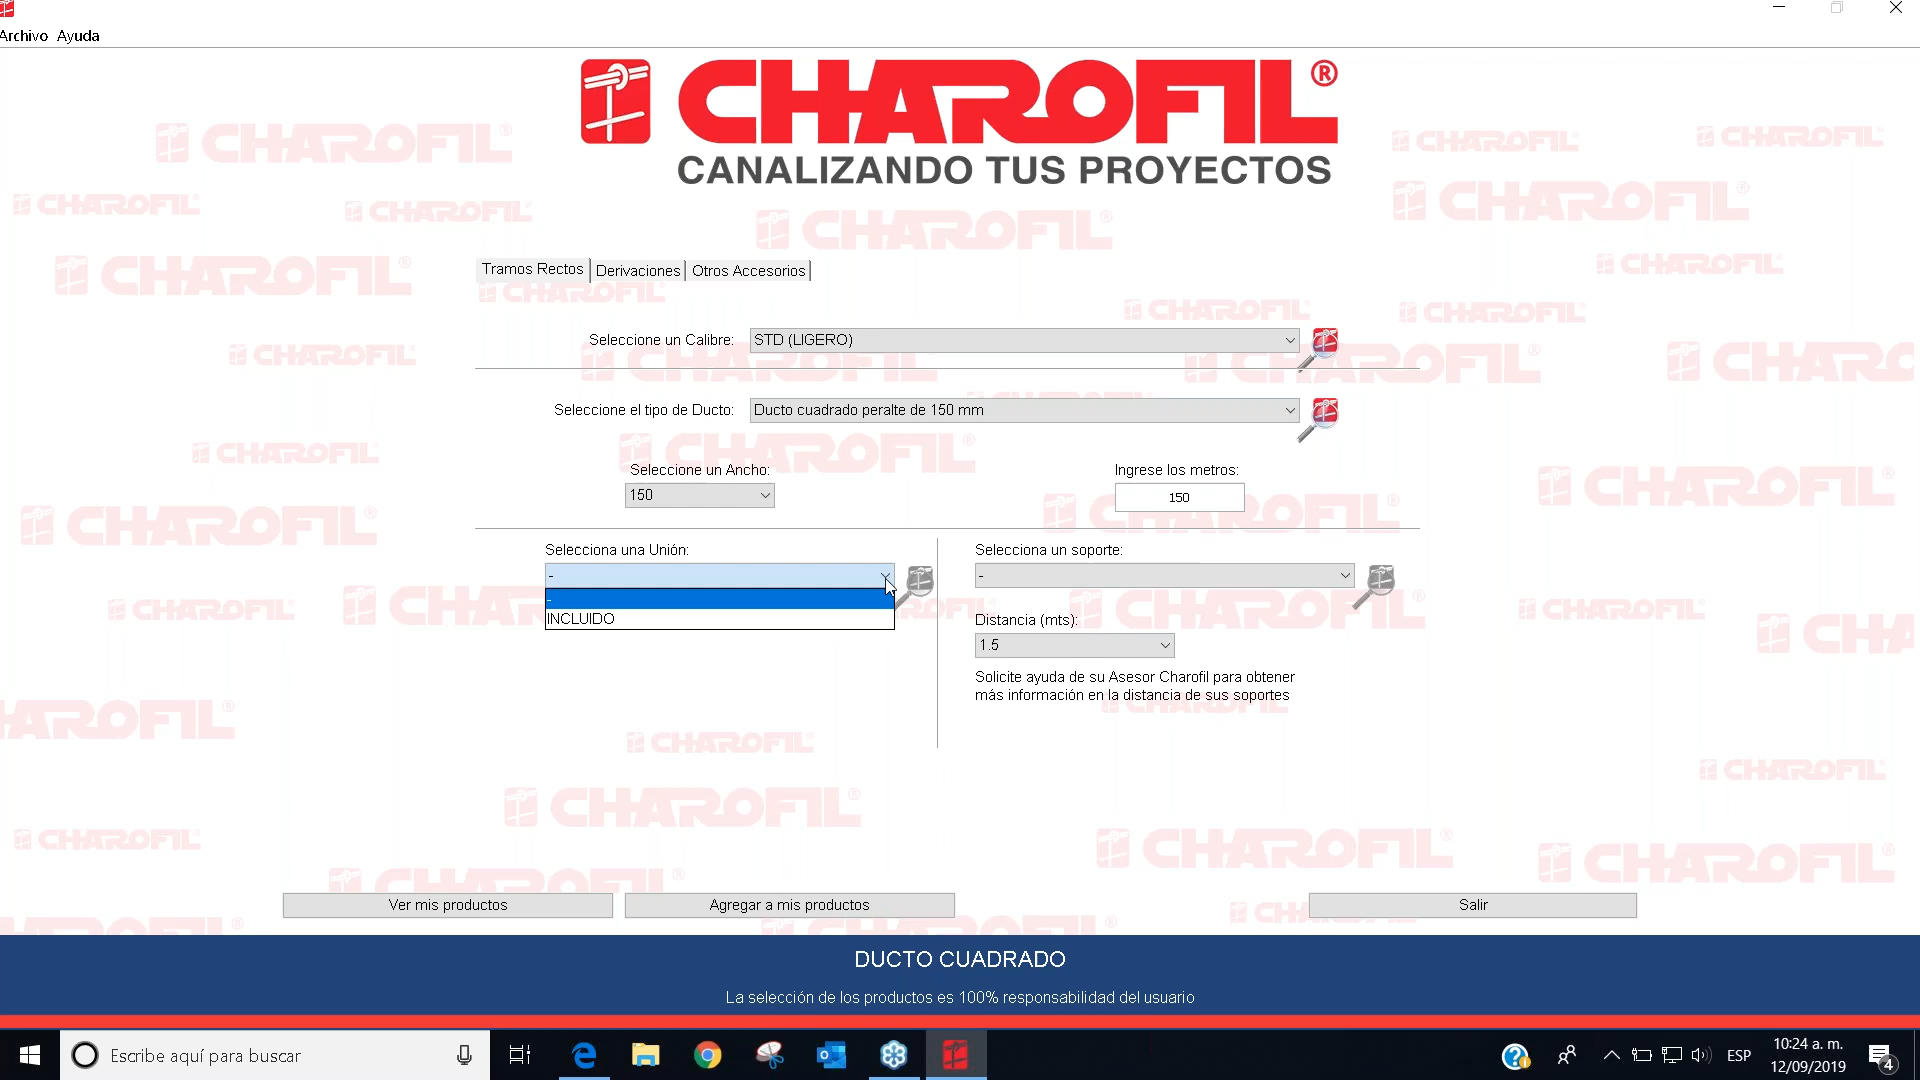 Archivo Ayuda
CHAROFIL®
CANALIZANDO TUS PROYECTOS
Tramos Rectos Derivaciones Otros Accesorios
Seleccione un Calibre: STD (LIGERO)
Seleccione el tipo de Ducto: Ducto cuadrado peralte de 150 mm
Seleccione un Ancho: Ingrese los metros:
150 150
Selecciona una Unión: Selecciona un soporte:
- -
-
INCLUIDO
Distancia (mts):
1.5
Solicite ayuda de su Asesor Charofil para obtener
más información en la distancia de sus soportes
Ver mis productos Agregar a mis productos Salir
DUCTO CUADRADO
La selección de los productos es 100% responsabilidad del usuario
Escribe aquí para buscar
ESP
10:24 a. m.
12/09/2019
4